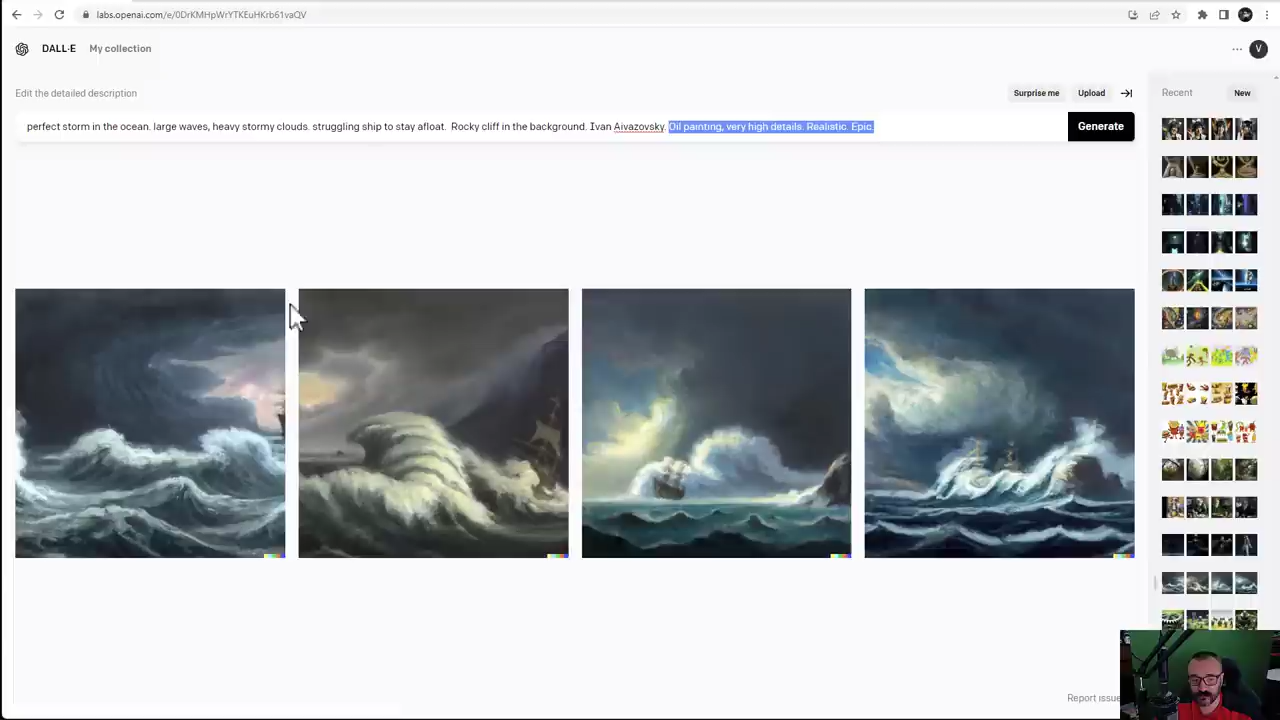 labs.openai.com/e/0DrKMHpWrYTKEuHKrb61vaQV
DALL·E My collection
V
Edit the detailed description
Surprise me Upload
Recent New
perfect storm in the ocean. large waves, heavy stormy clouds. struggling ship to stay afloat. Rocky cliff in the background. Ivan Aivazovsky. Oil painting, very high details. Realistic. Epic.
Generate
Report issue